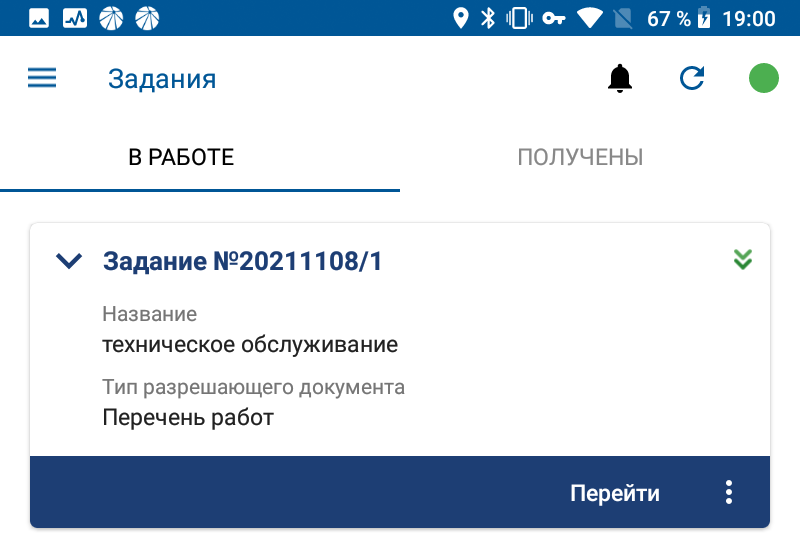 67 % 19:00
Задания
В РАБОТЕ ПОЛУЧЕНЫ
Задание №20211108/1
Название
техническое обслуживание
Тип разрешающего документа
Перечень работ
Перейти